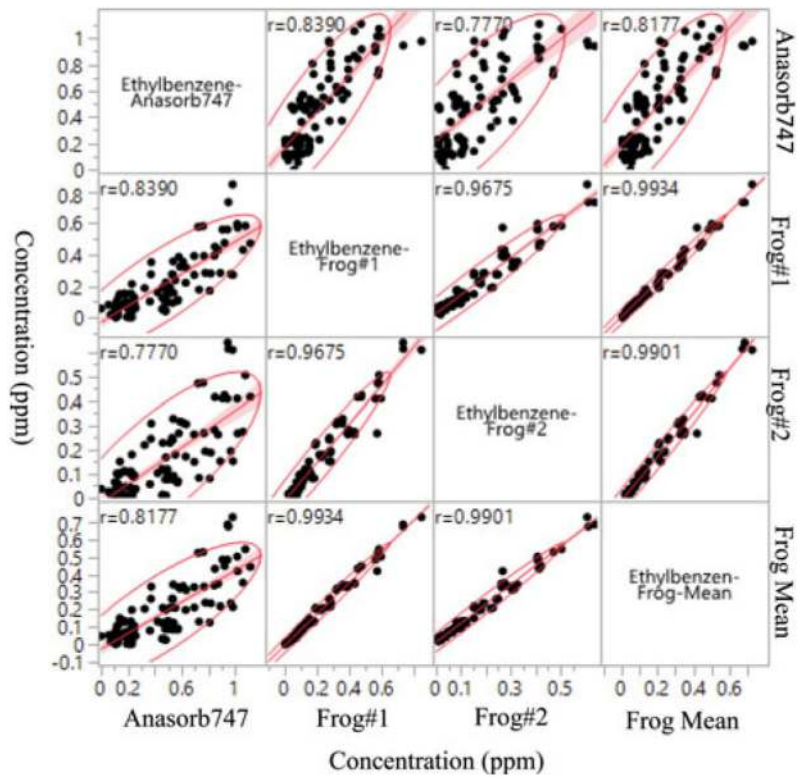 Ethylbenzene-
Anasorb747
r=0.8390
r=0.7770
r=0.8177
Anasorb747
1
0.8
0.6
0.4
0.2
0
r=0.8390
Ethylbenzene-
Frog#1
r=0.9675
r=0.9934
Frog#1
0.8
0.6
0.4
0.2
0
r=0.7770
r=0.9675
Ethylbenzene-
Frog#2
r=0.9901
Frog#2
0.5
0.4
0.3
0.2
0.1
0
r=0.8177
r=0.9934
r=0.9901
Ethylbenzen-
Frog-Mean
Frog Mean
0.7
0.5
0.4
0.3
0.2
0.1
0
-0.1
0 0.2 0.6 1
0 0.2 0.4 0.6
0 0.1 0.3 0.5
0 0.2 0.4 0.6
Anasorb747
Frog#1
Frog#2
Frog Mean
Concentration (ppm)
Concentration (ppm)